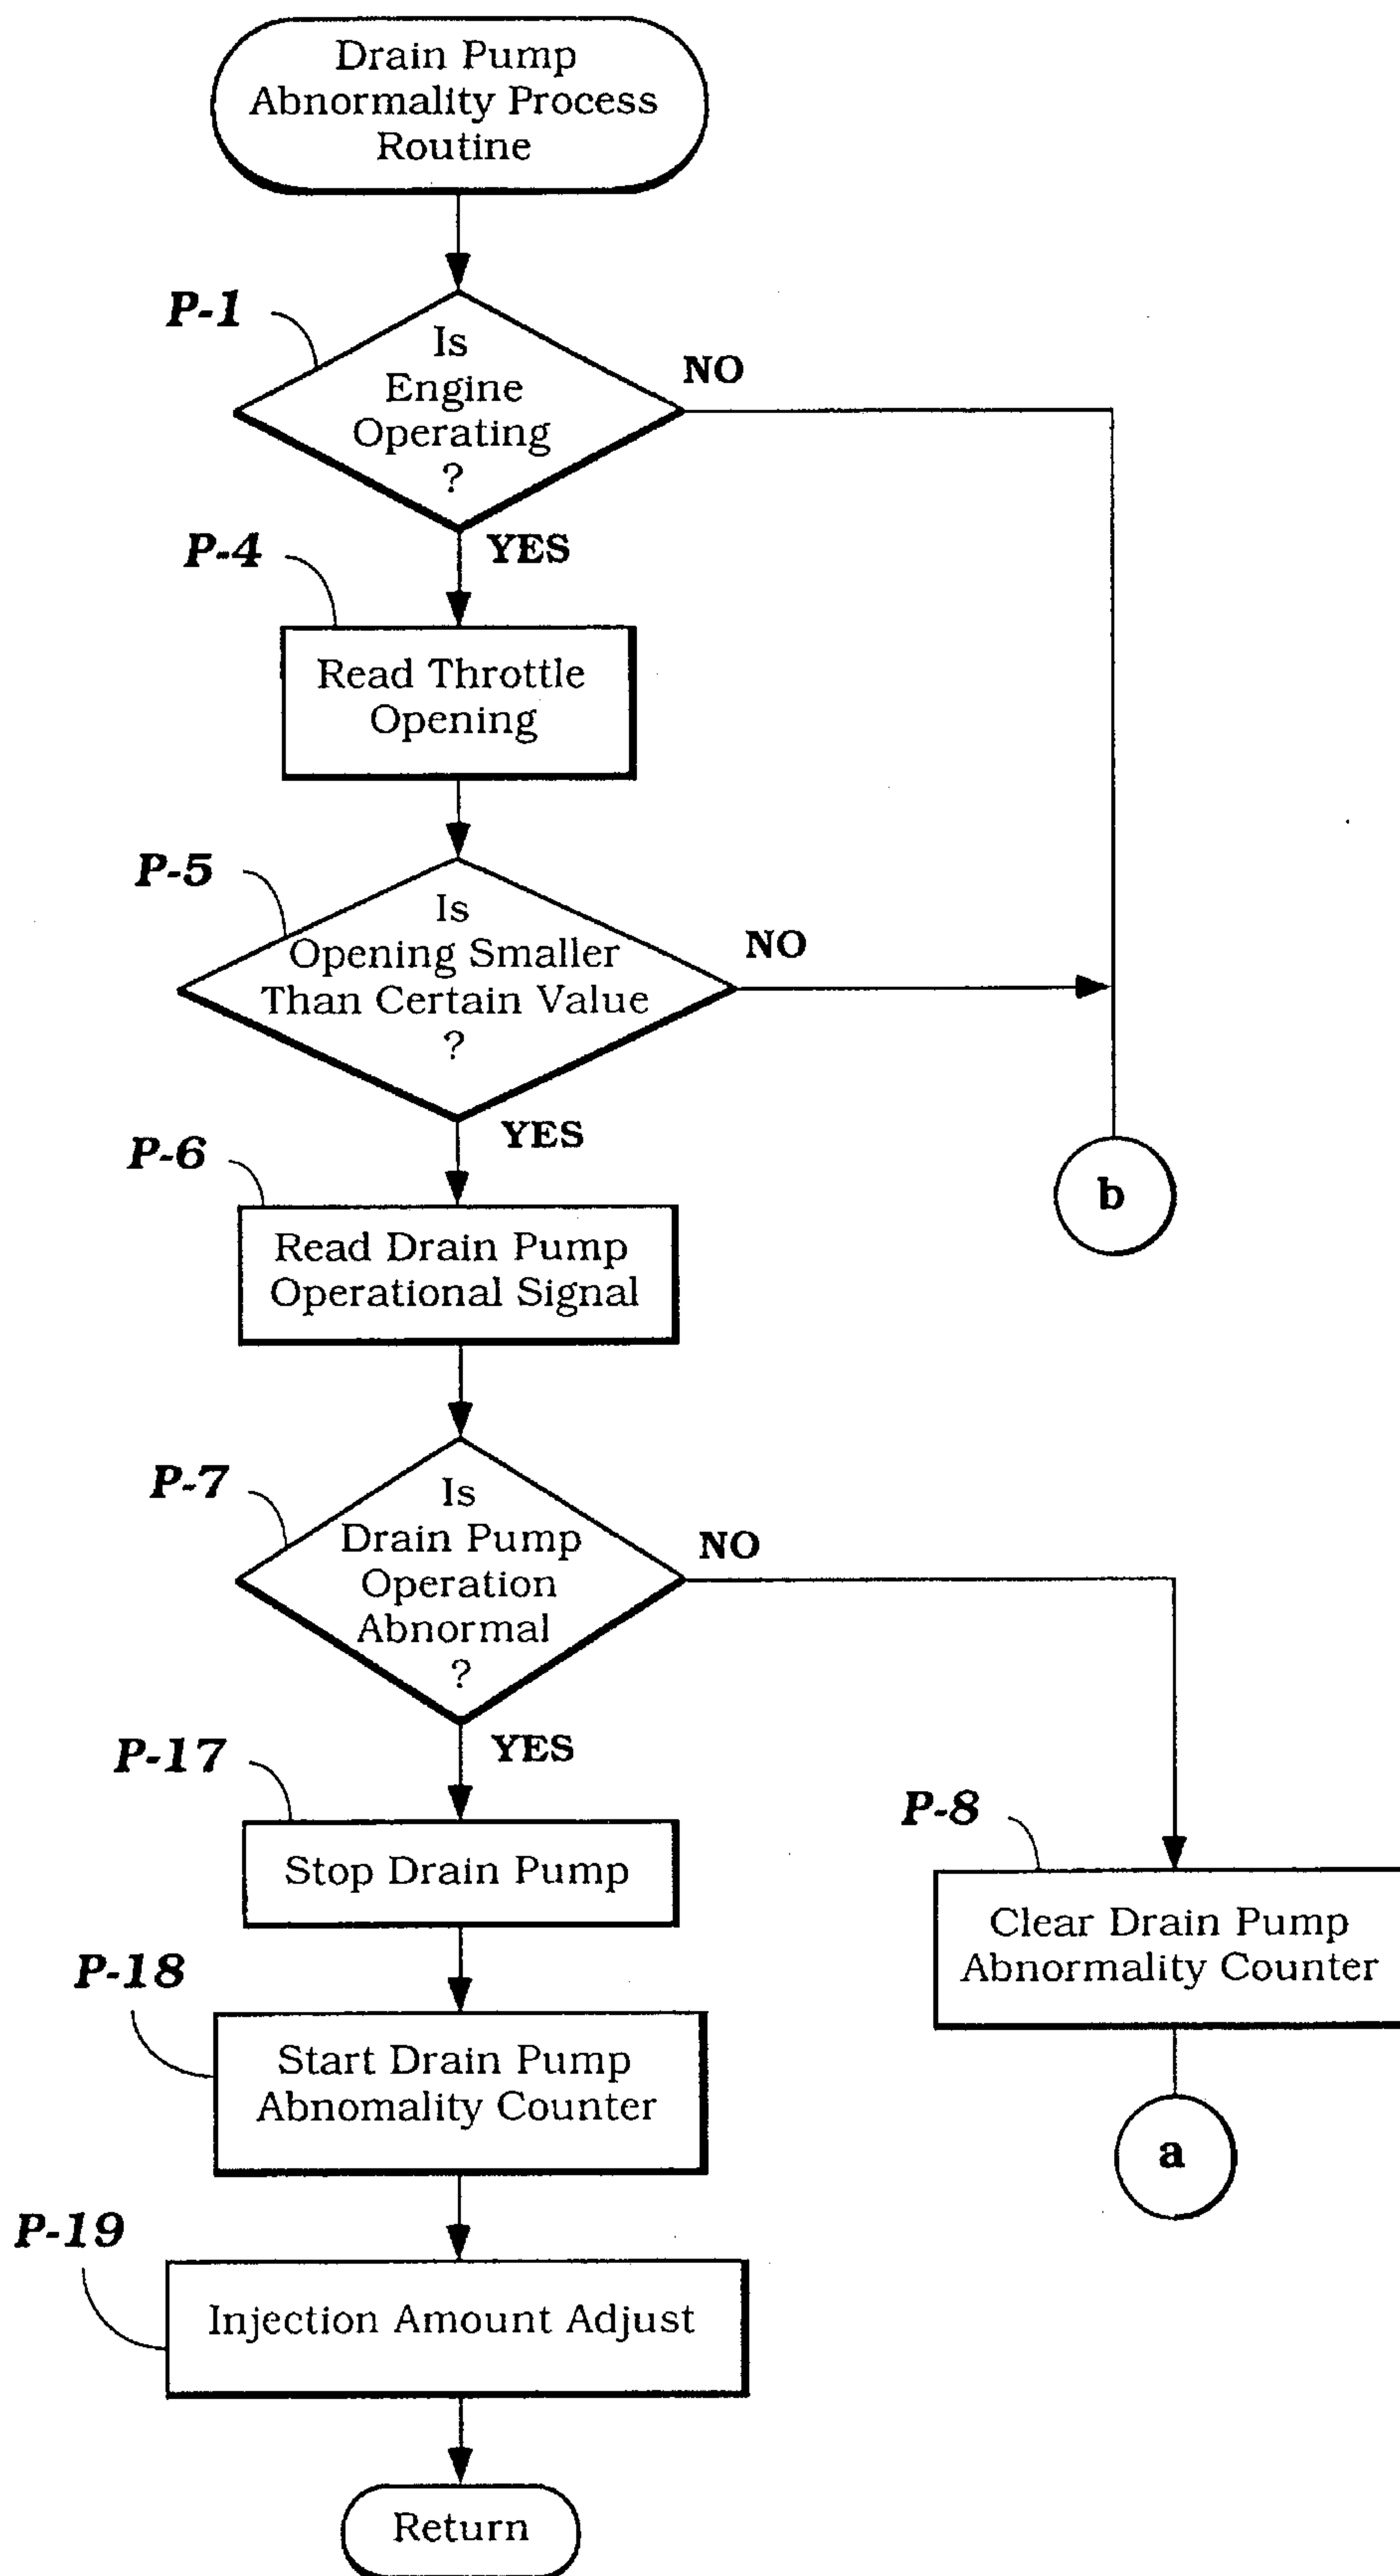 Drain Pump
Abnormality Process
Routine
P-1
Is
Engine
Operating
?
NO
YES
P-4
Read Throttle
Opening
P-5
Is
Opening Smaller
Than Certain Value
?
NO
YES
b
P-6
Read Drain Pump
Operational Signal
P-7
Is
Drain Pump
Operation
Abnormal
?
NO
YES
P-17
Stop Drain Pump
P-8
Clear Drain Pump
Abnormality Counter
a
P-18
Start Drain Pump
Abnomality Counter
P-19
Injection Amount Adjust
Return